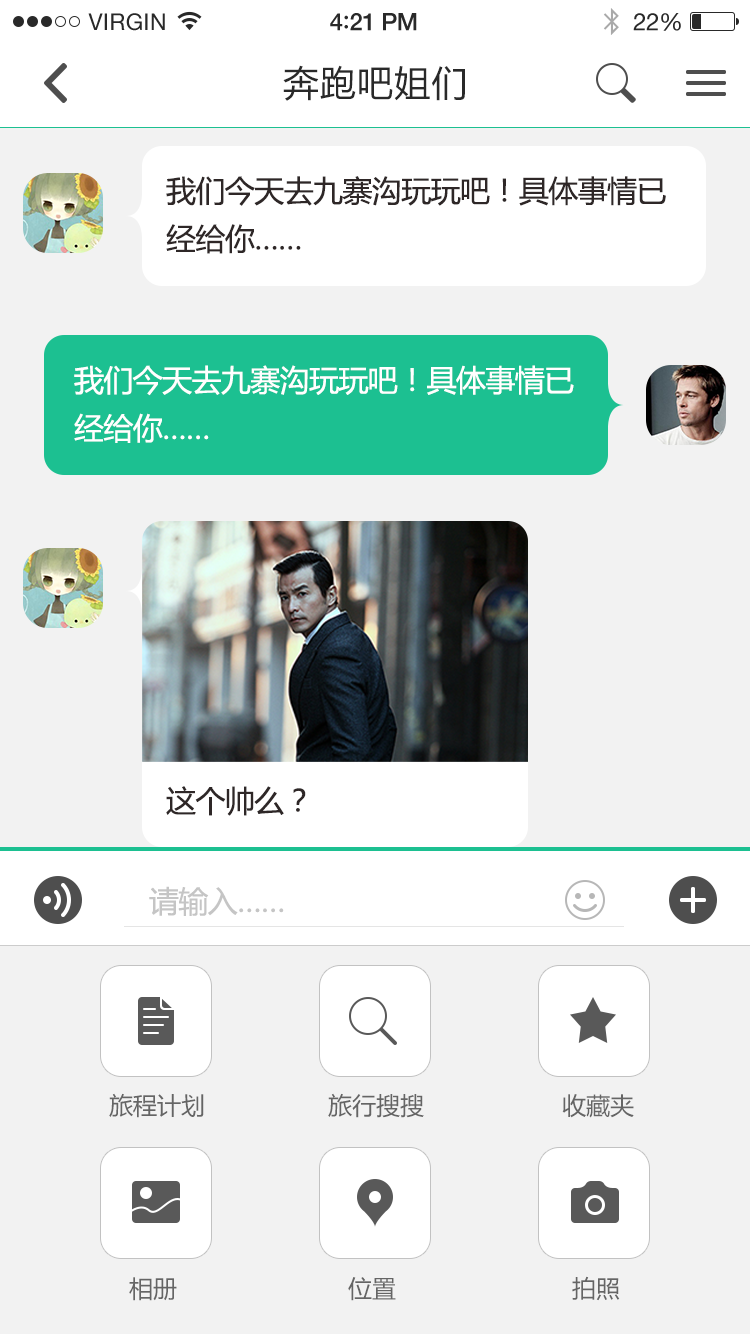 VIRGIN 4:21 PM 22%
奔跑吧姐们
我们今天去九寨沟玩玩吧！具体事情已
经给你......
我们今天去九寨沟玩玩吧！具体事情已
经给你......
这个帅么？
请输入......
旅程计划 旅行搜搜 收藏夹
相册 位置 拍照